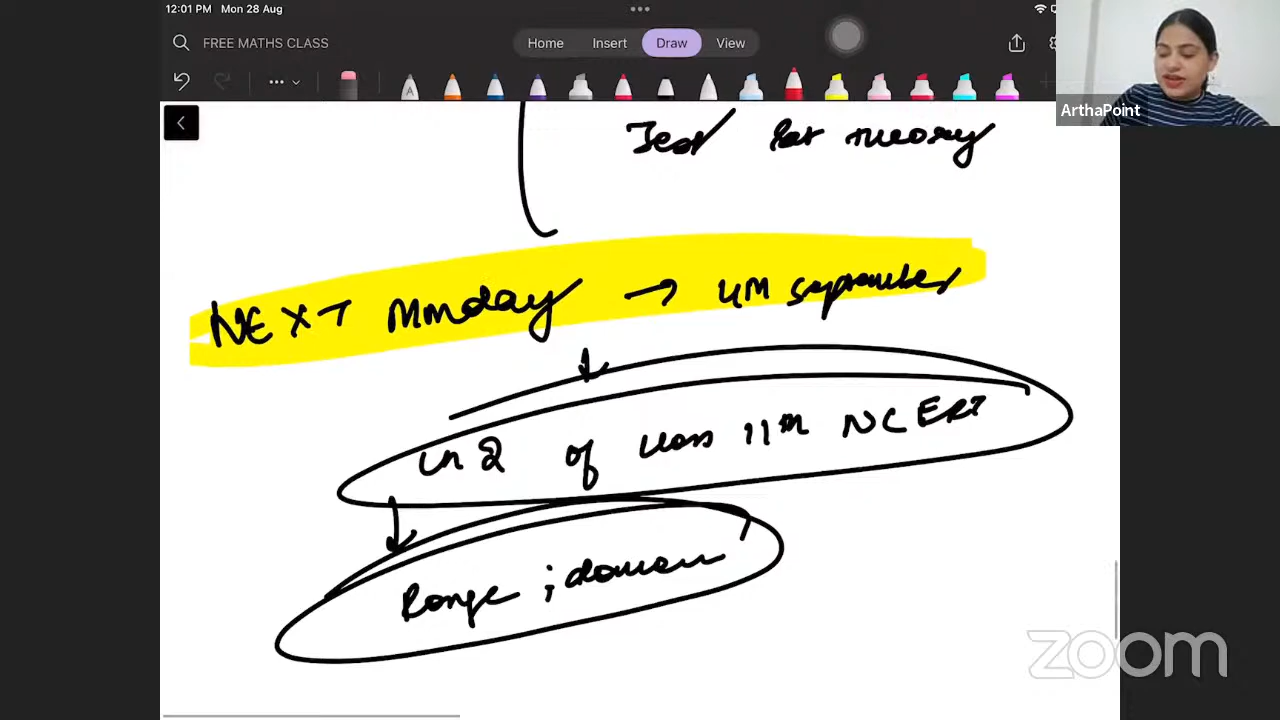 12:01 PM Mon 28 Aug
FREE MATHS CLASS
Home Insert Draw View
A
ArthaPoint
Test for theory
NEXT Monday → 4th September
Ch 2 of class 11th NCERT
Range ; domain
zoom